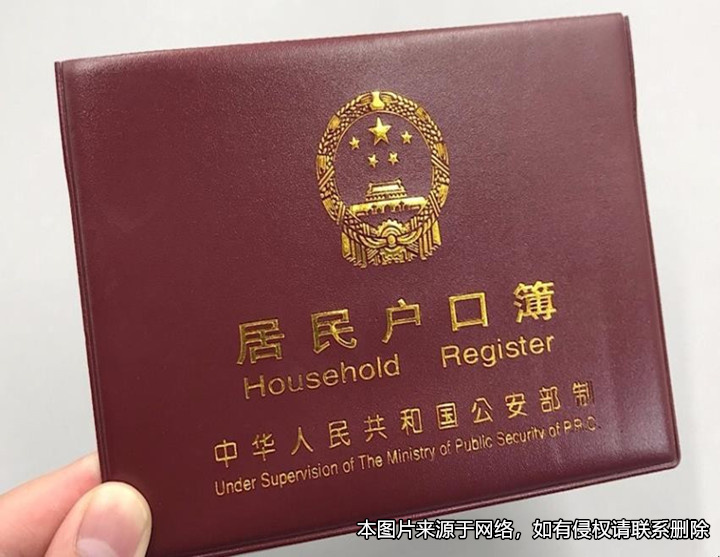 居民户口簿
Household Register
中华人民共和国公安部制
Under Supervision of The Ministry of Public Security of P.R.C.
本图片来源于网络，如有侵权请联系删除